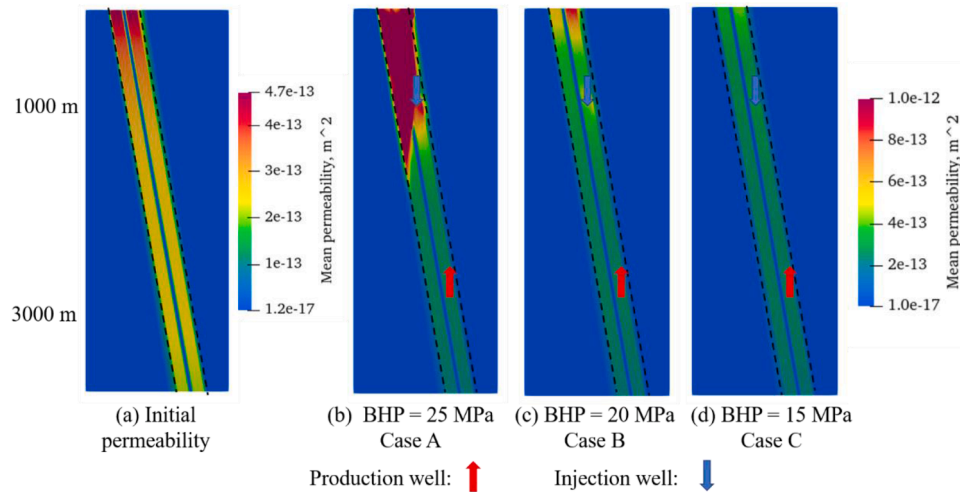 1000 m
3000 m
4.7e-13
4e-13
3e-13
2e-13
1e-13
1.2e-17
Mean permeability, m^2
1.0e-12
8e-13
6e-13
4e-13
2e-13
1.0e-17
Mean permeability, m^2
(a) Initial
permeability
(b) BHP = 25 MPa
Case A
(c) BHP = 20 MPa
Case B
(d) BHP = 15 MPa
Case C
Production well:
Injection well: